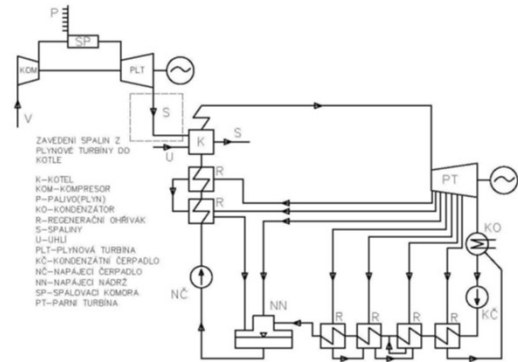 P
SP
KOM
PLT
V
S
ZAVEDENÍ SPALIN Z
PLYNOVÉ TURBÍNY DO
KOTLE
K
S
U
K-KOTEL
KOM-KOMPRESOR
P-PALIVO(PLYN)
KO-KONDENZÁTOR
R-REGENERAČNÍ OHŘÍVÁK
S-SPALINY
U-UHLÍ
PLT-PLYNOVÁ TURBÍNA
KČ-KONDENZAČNÍ ČERPADLO
NČ-NAPÁJECÍ ČERPADLO
NN-NAPÁJECÍ NÁDRŽ
SP-SPALOVACÍ KOMORA
PT-PARNÍ TURBÍNA
R
R
PT
KO
NČ
KČ
NN
R
R
R
R